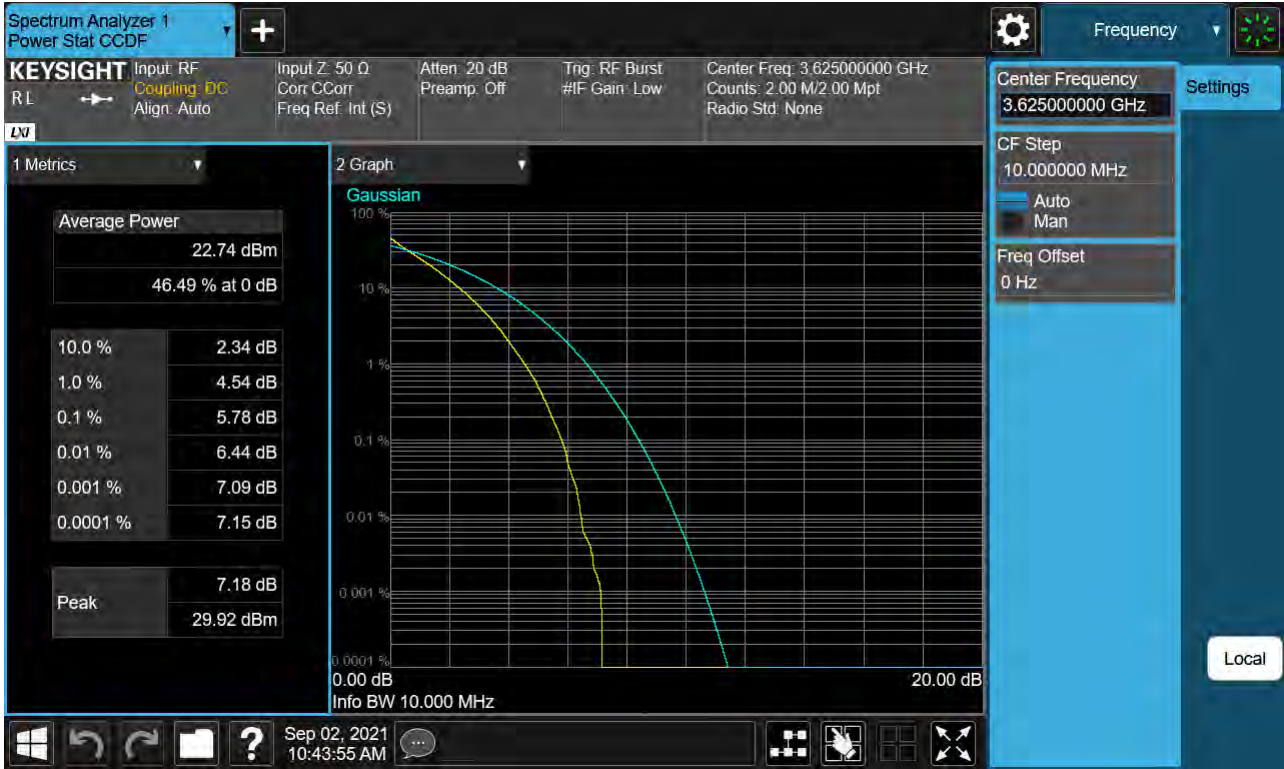 Spectrum Analyzer 1
Power Stat CCDF
Frequency
KEYSIGHT
R L
LXI
Input: RF
Coupling: DC
Align: Auto
Input Z: 50 Ω
Corr CCorr
Freq Ref: Int (S)
Atten: 20 dB
Preamp: Off
Trig: RF Burst
#IF Gain: Low
Center Freq: 3.625000000 GHz
Counts: 2.00 M/2.00 Mpt
Radio Std: None
Center Frequency
3.625000000 GHz
Settings
CF Step
10.000000 MHz
Auto
Man
Freq Offset
0 Hz
1 Metrics
Average Power
22.74 dBm
46.49 % at 0 dB
10.0 % 2.34 dB
1.0 % 4.54 dB
0.1 % 5.78 dB
0.01 % 6.44 dB
0.001 % 7.09 dB
0.0001 % 7.15 dB
Peak
7.18 dB
29.92 dBm
2 Graph
Gaussian
100 %
10 %
1 %
0.1 %
0.01 %
0.001 %
0.0001 %
0.00 dB 20.00 dB
Info BW 10.000 MHz
Local
?
Sep 02, 2021
10:43:55 AM